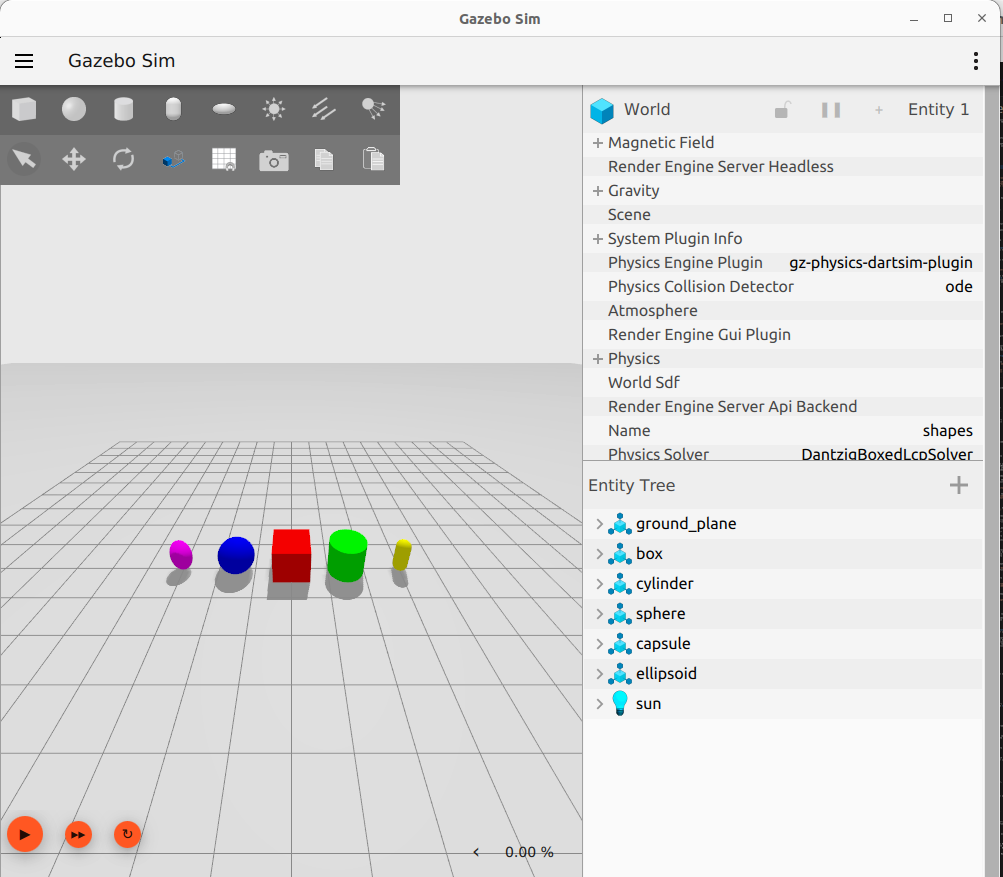 Gazebo Sim
Gazebo Sim
World Entity 1
Magnetic Field
Render Engine Server Headless
Gravity
Scene
System Plugin Info
Physics Engine Plugin gz-physics-dartsim-plugin
Physics Collision Detector ode
Atmosphere
Render Engine Gui Plugin
Physics
World Sdf
Render Engine Server Api Backend
Name shapes
Physics Solver DantzigBoxedLcpSolver
Entity Tree
ground_plane
box
cylinder
sphere
capsule
ellipsoid
sun
0.00 %